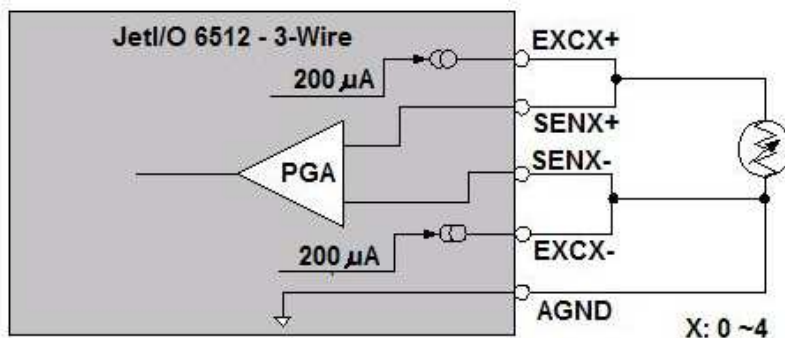 JetI/O 6512 - 3-Wire
EXCX+
200 µA
SENX+
SENX-
PGA
200 µA
EXCX-
AGND
X: 0 ~4